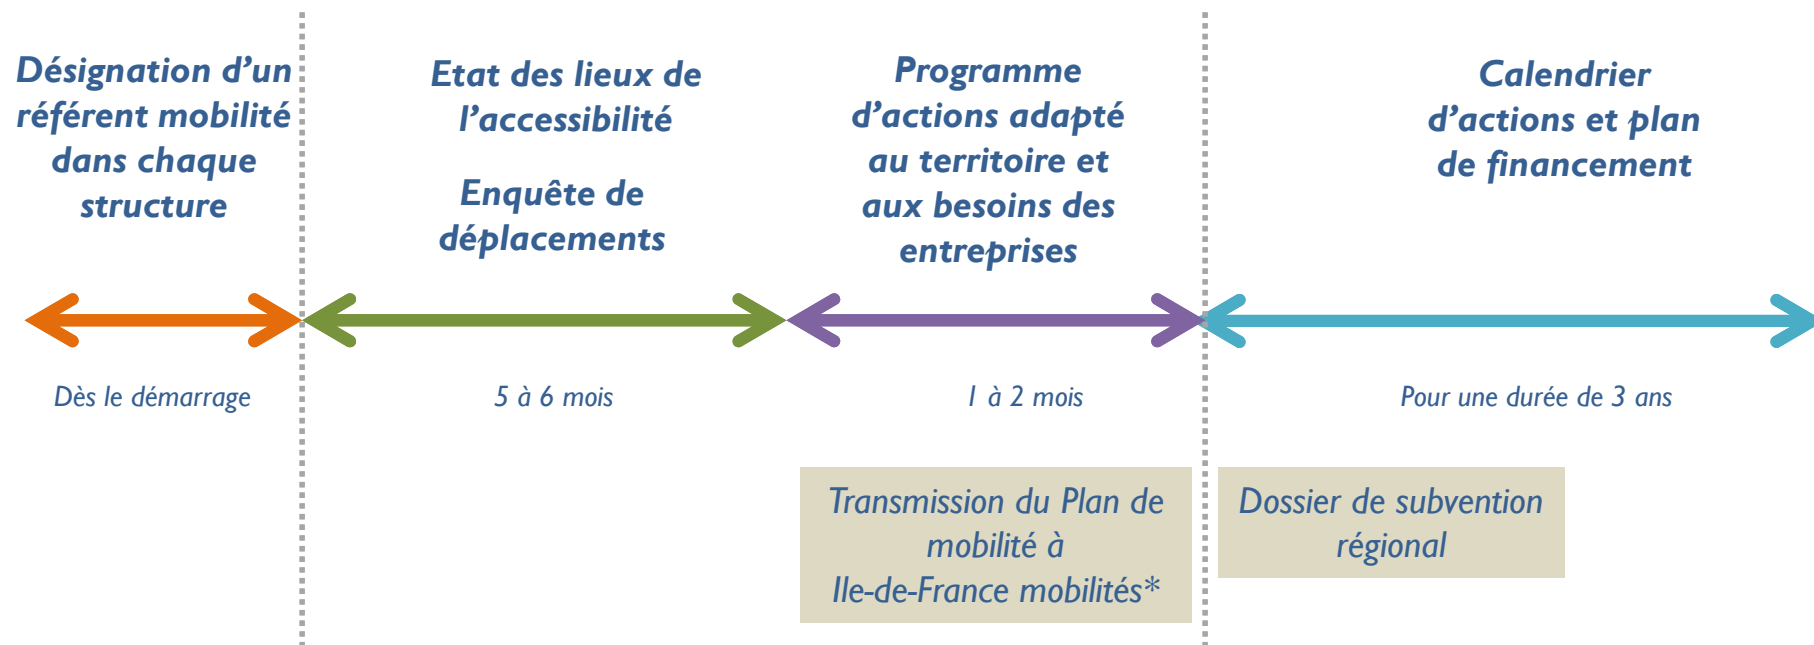 Désignation d’un
référent mobilité
dans chaque
structure
Etat des lieux de
l’accessibilité
Enquête de
déplacements
Programme
d’actions adapté
au territoire et
aux besoins des
entreprises
Calendrier
d’actions et plan
de financement
Dès le démarrage
5 à 6 mois
1 à 2 mois
Pour une durée de 3 ans
Transmission du Plan de
mobilité à
Ile-de-France mobilités*
Dossier de subvention
régional